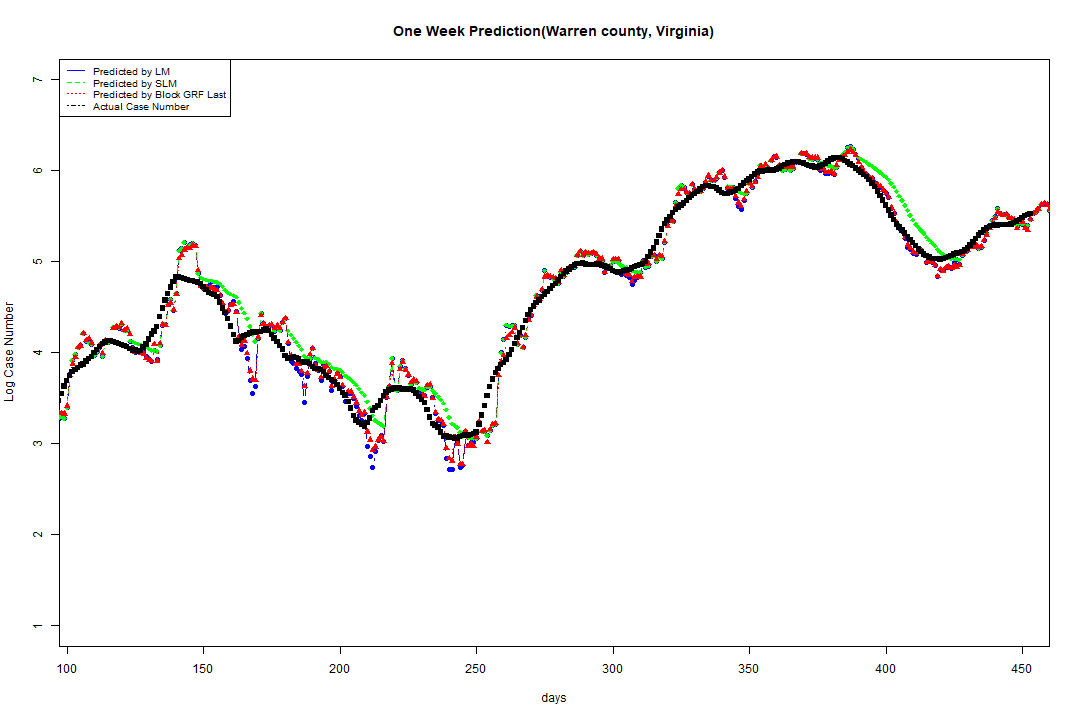 One Week Prediction(Warren county, Virginia)
Predicted by LM
Predicted by SLM
Predicted by Block GRF Last
Actual Case Number
7
6
5
4
3
2
1
Log Case Number
100 150 200 250 300 350 400 450
days